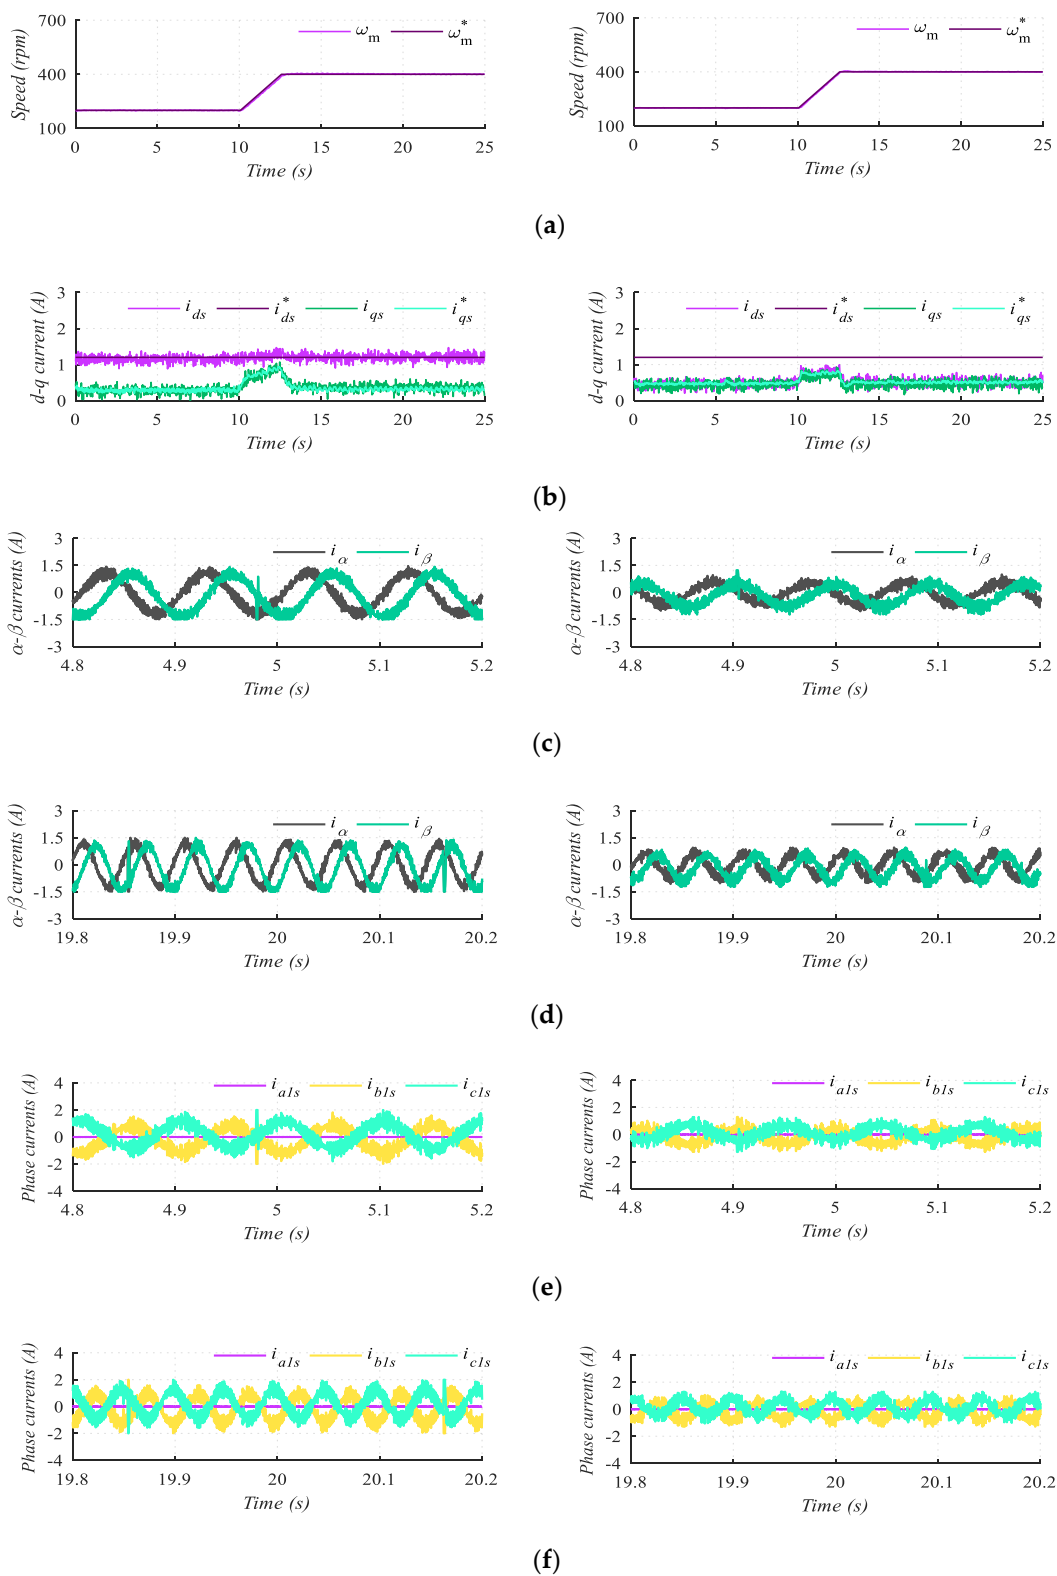 Speed (rpm)
700
400
100
ω_m ω_m^*
0 5 10 15 20 25
Time (s)
Speed (rpm)
700
400
100
ω_m ω_m^*
0 5 10 15 20 25
Time (s)
(a)
d-q current (A)
3
2
1
0
i_ds i_ds^* i_qs i_qs^*
0 5 10 15 20 25
Time (s)
d-q current (A)
3
2
1
0
i_ds i_ds^* i_qs i_qs^*
0 5 10 15 20 25
Time (s)
(b)
α-β currents (A)
3
1.5
0
-1.5
-3
i_α i_β
4.8 4.9 5 5.1 5.2
Time (s)
α-β currents (A)
3
1.5
0
-1.5
-3
i_α i_β
4.8 4.9 5 5.1 5.2
Time (s)
(c)
α-β currents (A)
3
1.5
0
-1.5
-3
i_α i_β
19.8 19.9 20 20.1 20.2
Time (s)
α-β currents (A)
3
1.5
0
-1.5
-3
i_α i_β
19.8 19.9 20 20.1 20.2
Time (s)
(d)
Phase currents (A)
4
2
0
-2
-4
i_a1s i_b1s i_c1s
4.8 4.9 5 5.1 5.2
Time (s)
Phase currents (A)
4
2
0
-2
-4
i_a1s i_b1s i_c1s
4.8 4.9 5 5.1 5.2
Time (s)
(e)
Phase currents (A)
4
2
0
-2
-4
i_a1s i_b1s i_c1s
19.8 19.9 20 20.1 20.2
Time (s)
Phase currents (A)
4
2
0
-2
-4
i_a1s i_b1s i_c1s
19.8 19.9 20 20.1 20.2
Time (s)
(f)